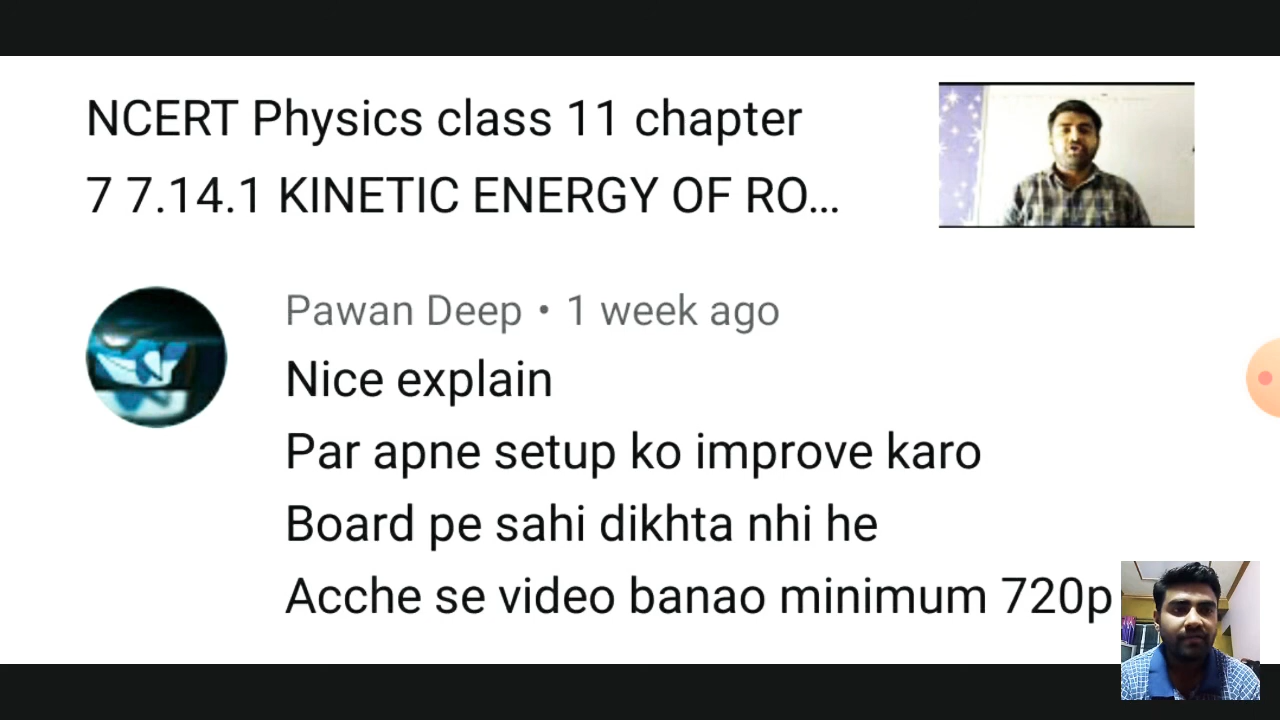 NCERT Physics class 11 chapter
7 7.14.1 KINETIC ENERGY OF RO...
Pawan Deep • 1 week ago
Nice explain
Par apne setup ko improve karo
Board pe sahi dikhta nhi he
Acche se video banao minimum 720p